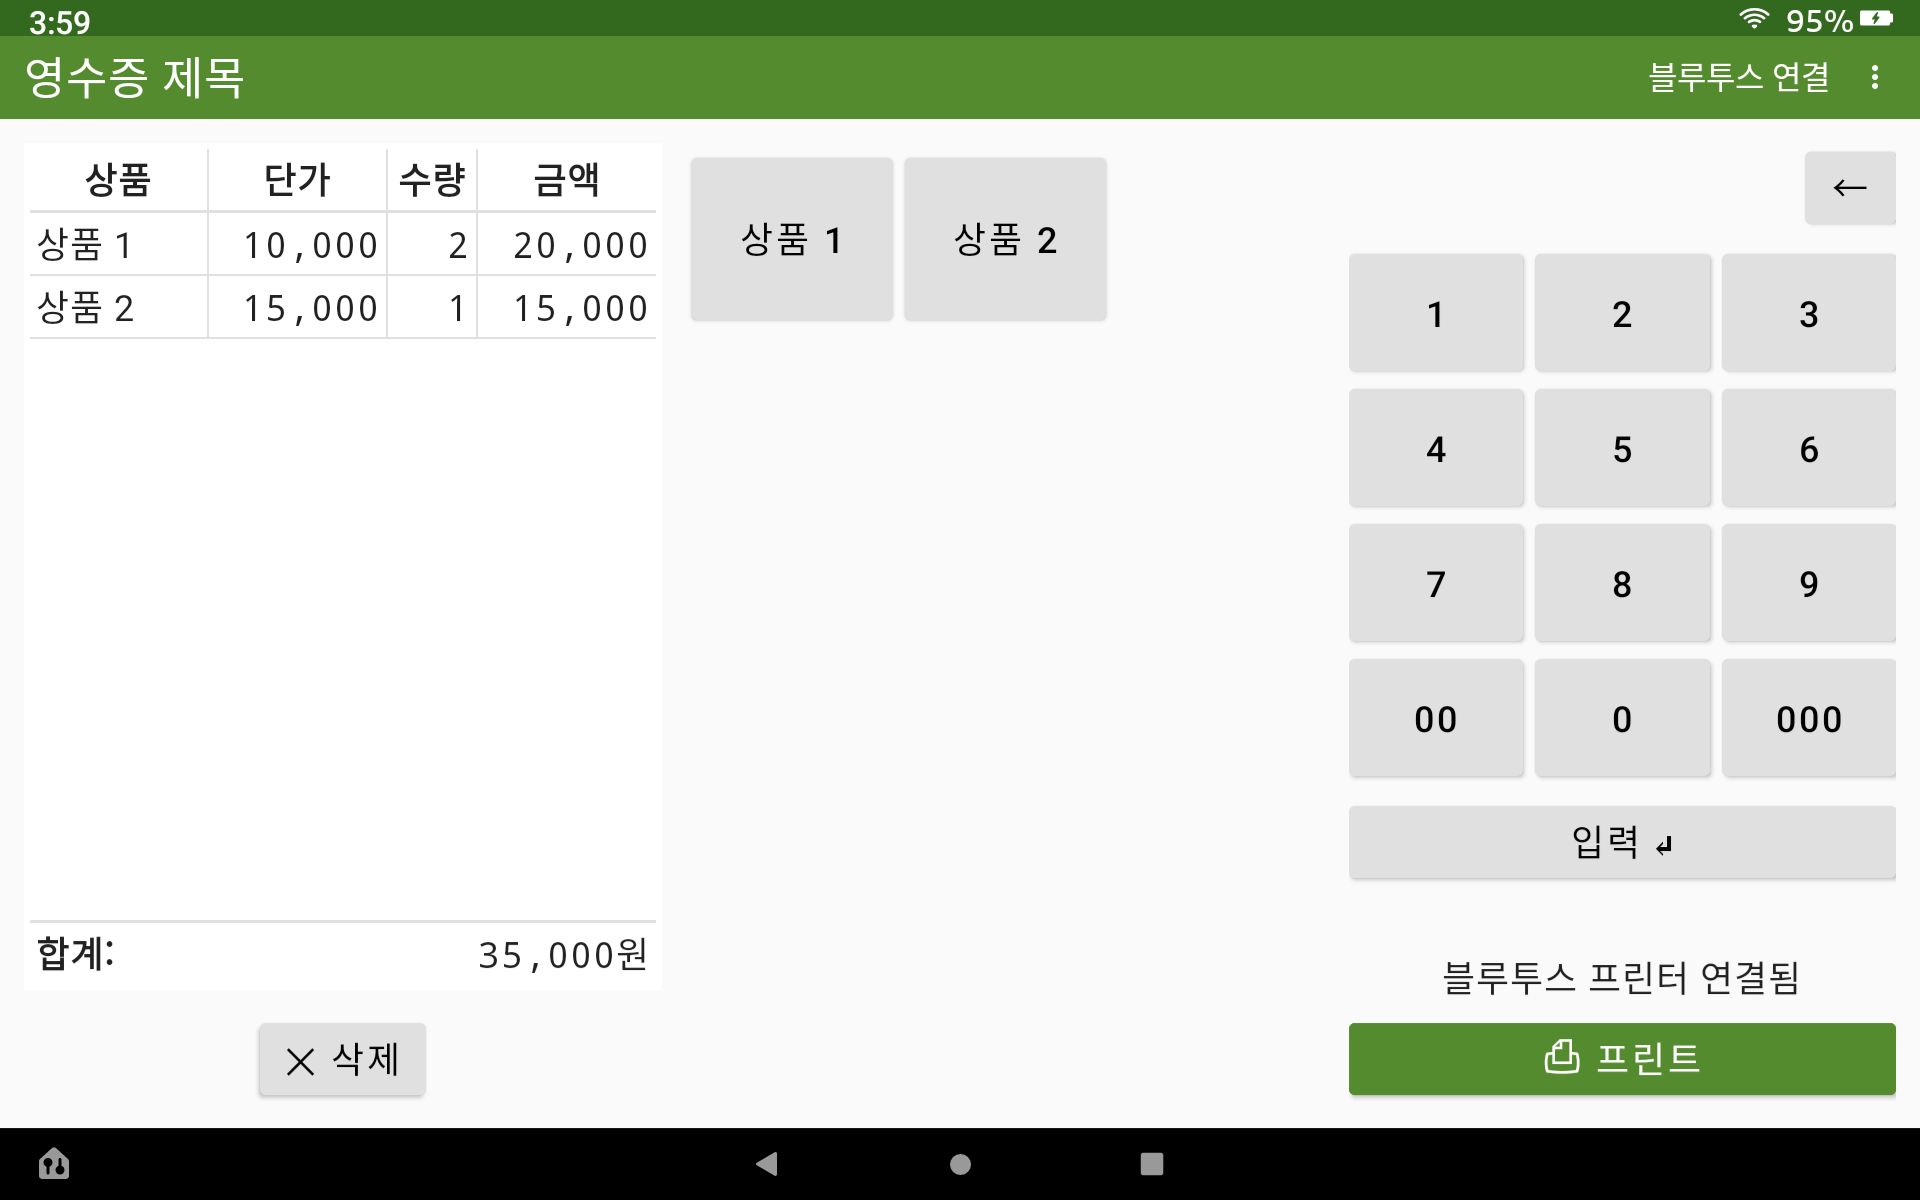 3:59
95%
영수증 제목
블루투스 연결
상품 단가 수량 금액
상품 1 10,000 2 20,000
상품 2 15,000 1 15,000
합계: 35,000원
삭제
상품 1 상품 2
←
1 2 3
4 5 6
7 8 9
00 0 000
입력 ↲
블루투스 프린터 연결됨
프린트